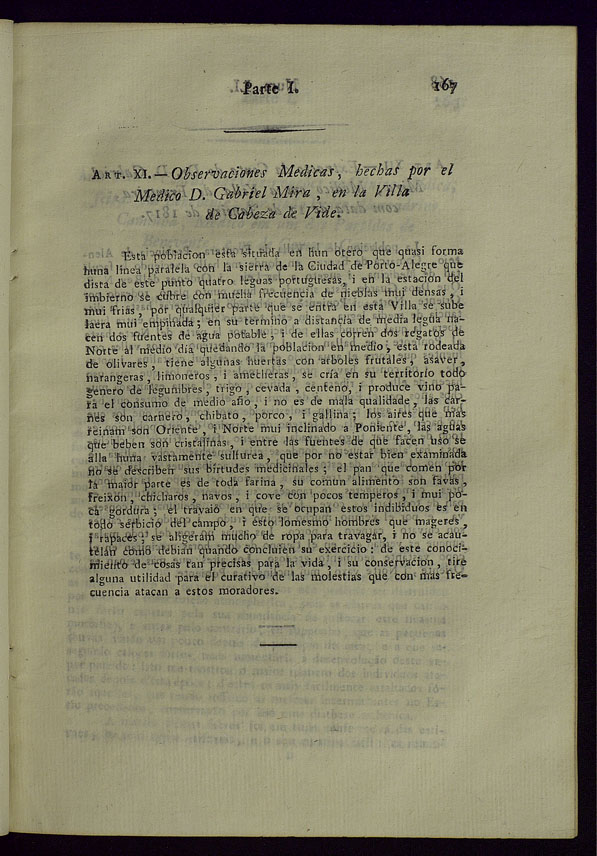 Parte I. 167
ART. XI.—Observaciones Medicas, hechas por el
Medico D. Gabriel Mira, en la Villa
de Cabeza de Vide.
Esta poblacion esta situada en hun otero que quasi forma
huna linea paralela con la sierra de la Ciudad de Porto-Alegre que
dista de este punto quatro leguas portuguesas, i en la estacion del
imbierno se cubre con mucha frecuencia de nieblas mui densas, i
mui frias, por qualquier parte que se entra en esta Villa se sube
laera mui empinada; en su termino a distancia de media legua na-
cen dos fuentes de agua potable; i de ellas corren dos regatos de
Norte al medio dia quedando la poblacion en medio; esta rodeada
de olivares, tiene algunas huertas con arboles frutales, asaver,
narangeras, limoneros, i ameciieras, se cria en su territorio todo
genero de legumbres, trigo, cevada, centeno, i produce vino pa-
ra el consumo de medio año, i no es de mala qualidade, las car-
nes son carnero, chibato, porco, i gallina; los aires que mas
reinam son Oriente, i Norte mui inclinado a Poniente, las aguas
que beben son cristalinas, i entre las fuentes de que facen uso se
alla huna vastamente sulfurea, que por no estar bien examinada
no se describen sus birtudes medicinales; el pan que comen por
la maior parte es de toda farina, su comun alimento son favas,
freixon, chicharos, navos, i cove con pocos temperos, i mui po-
ca gordura; el travaio en que se ocupan estos indibiduos es en
todo serbicio del campo, i esto lomesmo hombres que mageres,
i rapaces; se aligeram mucho de ropa para travagar, i no se acau-
telan como debian quando concluien su exercicio: de este conoci-
miento de cosas tan precisas para la vida, i su conservacion, tire
alguna utilidad para el curativo de las molestias que con mas fre-
cuencia atacan a estos moradores.